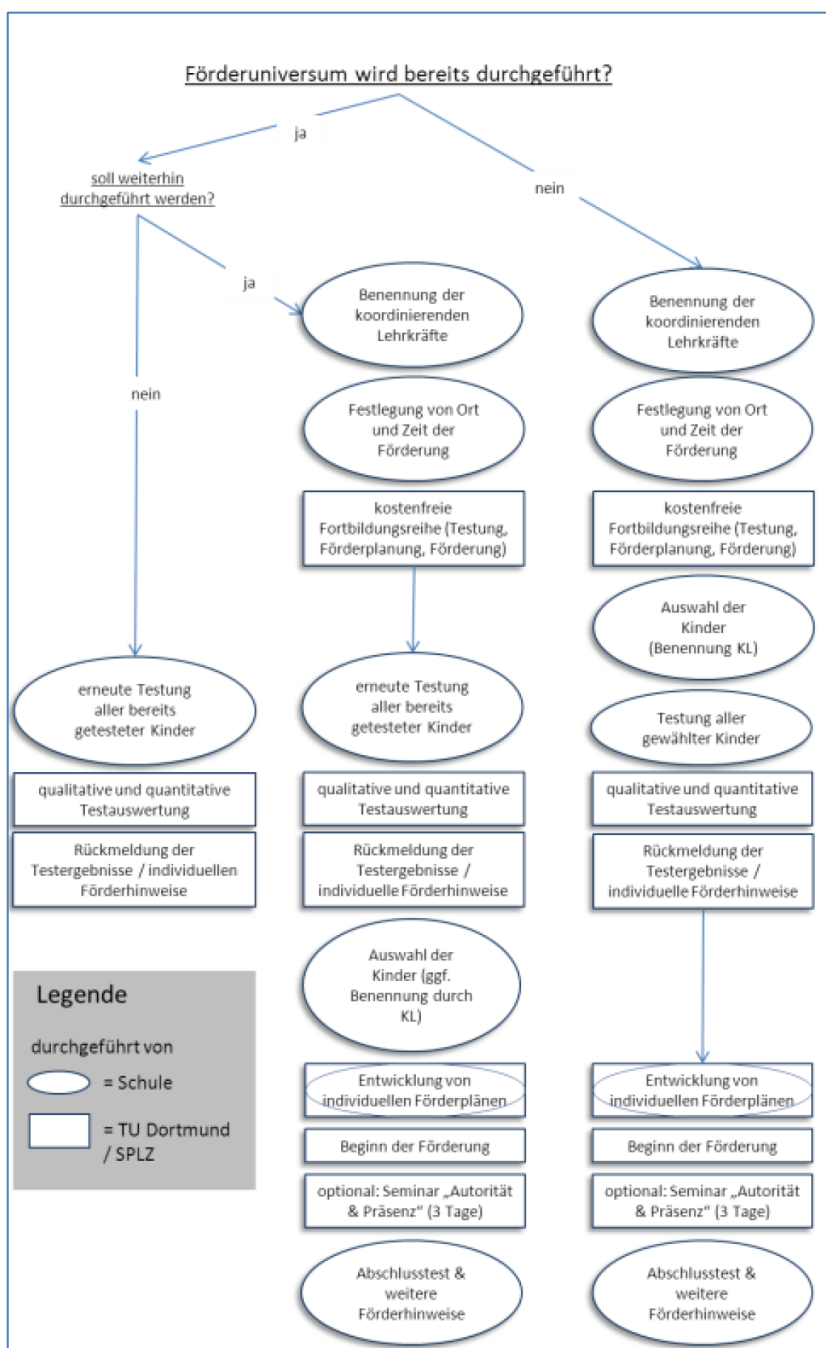 Förderuniversum wird bereits durchgeführt?
ja
soll weiterhin
durchgeführt werden?
nein
ja
nein
erneute Testung
aller bereits
getesteter Kinder
qualitative und quantitative
Testauswertung
Rückmeldung der
Testergebnisse / individuellen
Förderhinweise
Benennung der
koordinierenden
Lehrkräfte
Festlegung von Ort
und Zeit der
Förderung
kostenfreie
Fortbildungsreihe (Testung,
Förderplanung, Förderung)
erneute Testung
aller bereits
getesteter Kinder
qualitative und quantitative
Testauswertung
Rückmeldung der
Testergebnisse /
individuelle Förderhinweise
Auswahl der
Kinder (ggf.
Benennung durch
KL)
Entwicklung von
individuellen Förderplänen
Beginn der Förderung
optional: Seminar „Autorität
& Präsenz“ (3 Tage)
Abschlusstest &
weitere
Förderhinweise
Benennung der
koordinierenden
Lehrkräfte
Festlegung von Ort
und Zeit der
Förderung
kostenfreie
Fortbildungsreihe (Testung,
Förderplanung, Förderung)
Auswahl der
Kinder
(Benennung KL)
Testung aller
gewählter Kinder
qualitative und quantitative
Testauswertung
Rückmeldung der
Testergebnisse /
individuelle Förderhinweise
Entwicklung von
individuellen Förderplänen
Beginn der Förderung
optional: Seminar „Autorität
& Präsenz“ (3 Tage)
Abschlusstest &
weitere
Förderhinweise
Legende
durchgeführt von
= Schule
= TU Dortmund
/ SPLZ